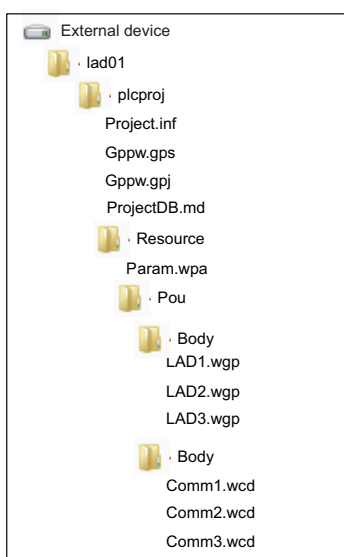 External device
lad01
plcproj
Project.inf
Gppw.gps
Gppw.gpj
ProjectDB.md
Resource
Param.wpa
Pou
Body
LAD1.wgp
LAD2.wgp
LAD3.wgp
Body
Comm1.wcd
Comm2.wcd
Comm3.wcd